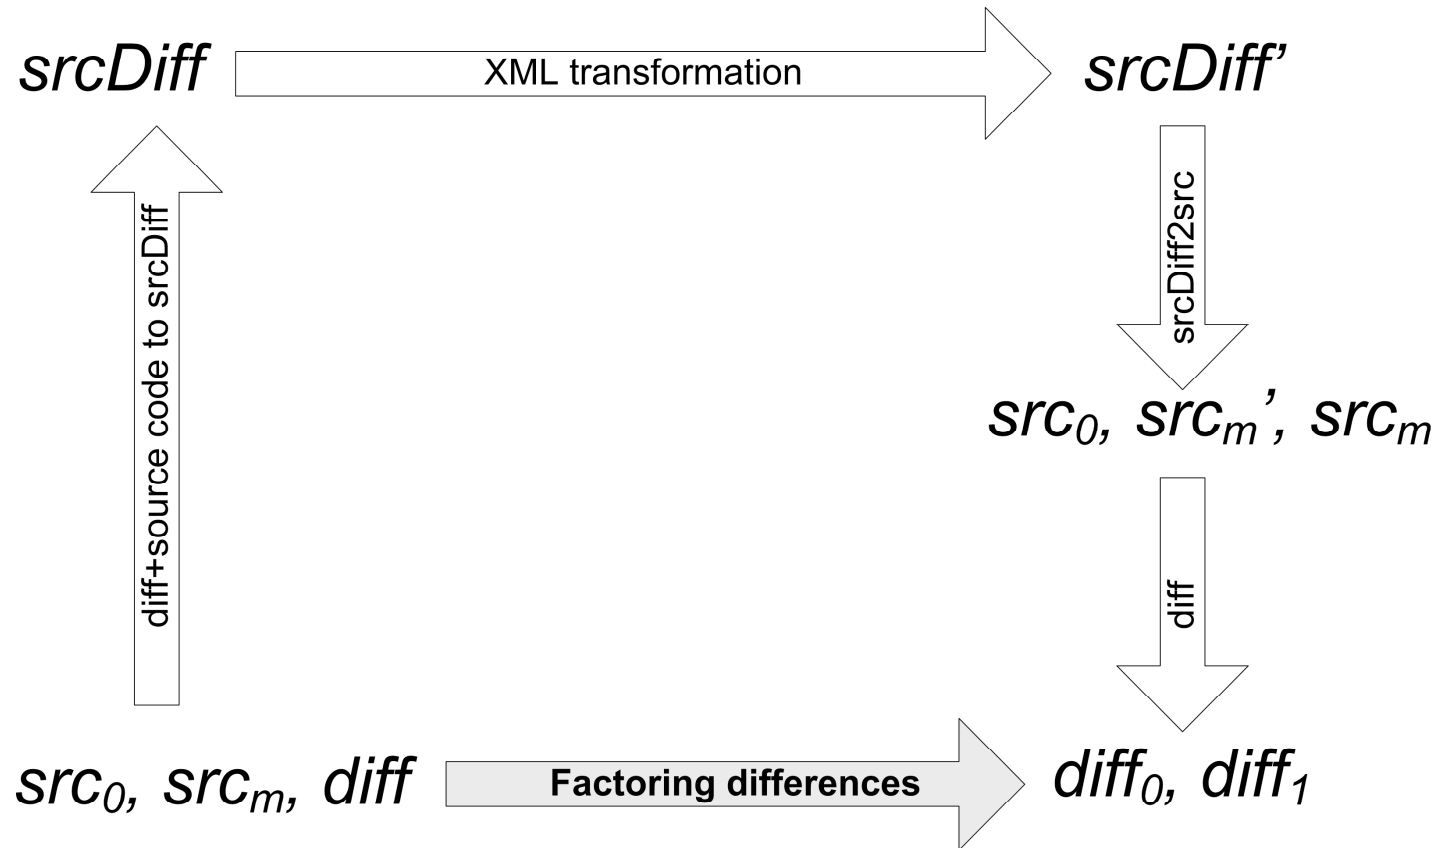 srcDiff XML transformation srcDiff’
diff+source code to srcDiff
srcDiff2src
src₀, srcₘ’, srcₘ
diff
src₀, srcₘ, diff Factoring differences diff₀, diff₁